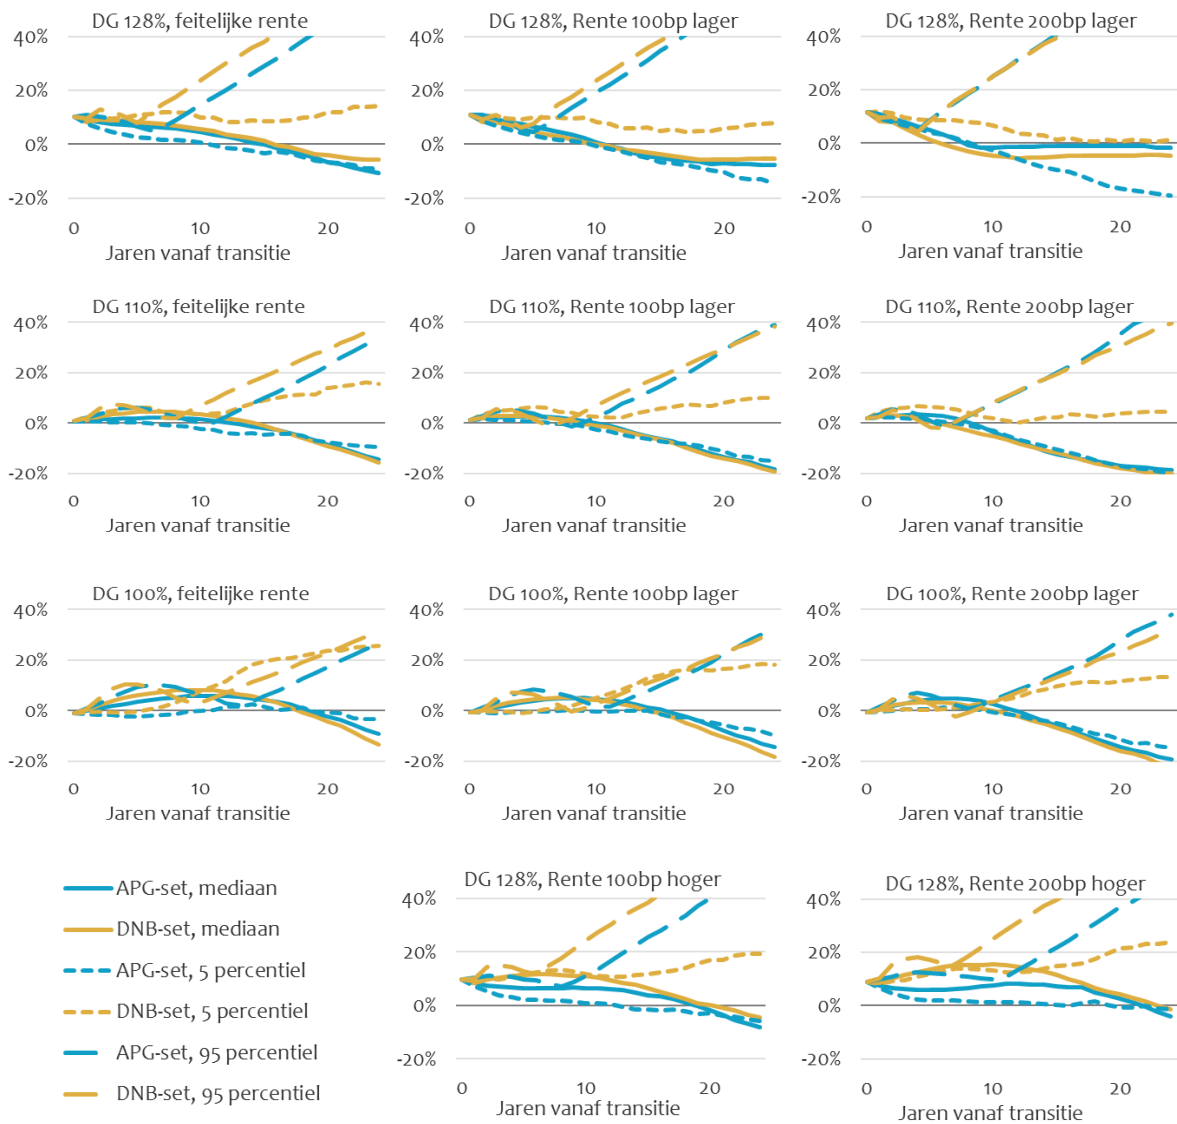 DG 128%, feitelijke rente
40%
20%
0%
-20%
0
10
20
Jaren vanaf transitie
DG 128%, Rente 100bp lager
40%
20%
0%
-20%
0
10
20
Jaren vanaf transitie
DG 128%, Rente 200bp lager
40%
20%
0%
-20%
0
10
20
Jaren vanaf transitie
DG 110%, feitelijke rente
40%
20%
0%
-20%
0
10
20
Jaren vanaf transitie
DG 110%, Rente 100bp lager
40%
20%
0%
-20%
0
10
20
Jaren vanaf transitie
DG 110%, Rente 200bp lager
40%
20%
0%
-20%
0
10
20
Jaren vanaf transitie
DG 100%, feitelijke rente
40%
20%
0%
-20%
0
10
20
Jaren vanaf transitie
DG 100%, Rente 100bp lager
40%
20%
0%
-20%
0
10
20
Jaren vanaf transitie
DG 100%, Rente 200bp lager
40%
20%
0%
-20%
0
10
20
Jaren vanaf transitie
APG-set, mediaan
DNB-set, mediaan
APG-set, 5 percentiel
DNB-set, 5 percentiel
APG-set, 95 percentiel
DNB-set, 95 percentiel
DG 128%, Rente 100bp hoger
40%
20%
0%
-20%
0
10
20
Jaren vanaf transitie
DG 128%, Rente 200bp hoger
40%
20%
0%
-20%
0
10
20
Jaren vanaf transitie